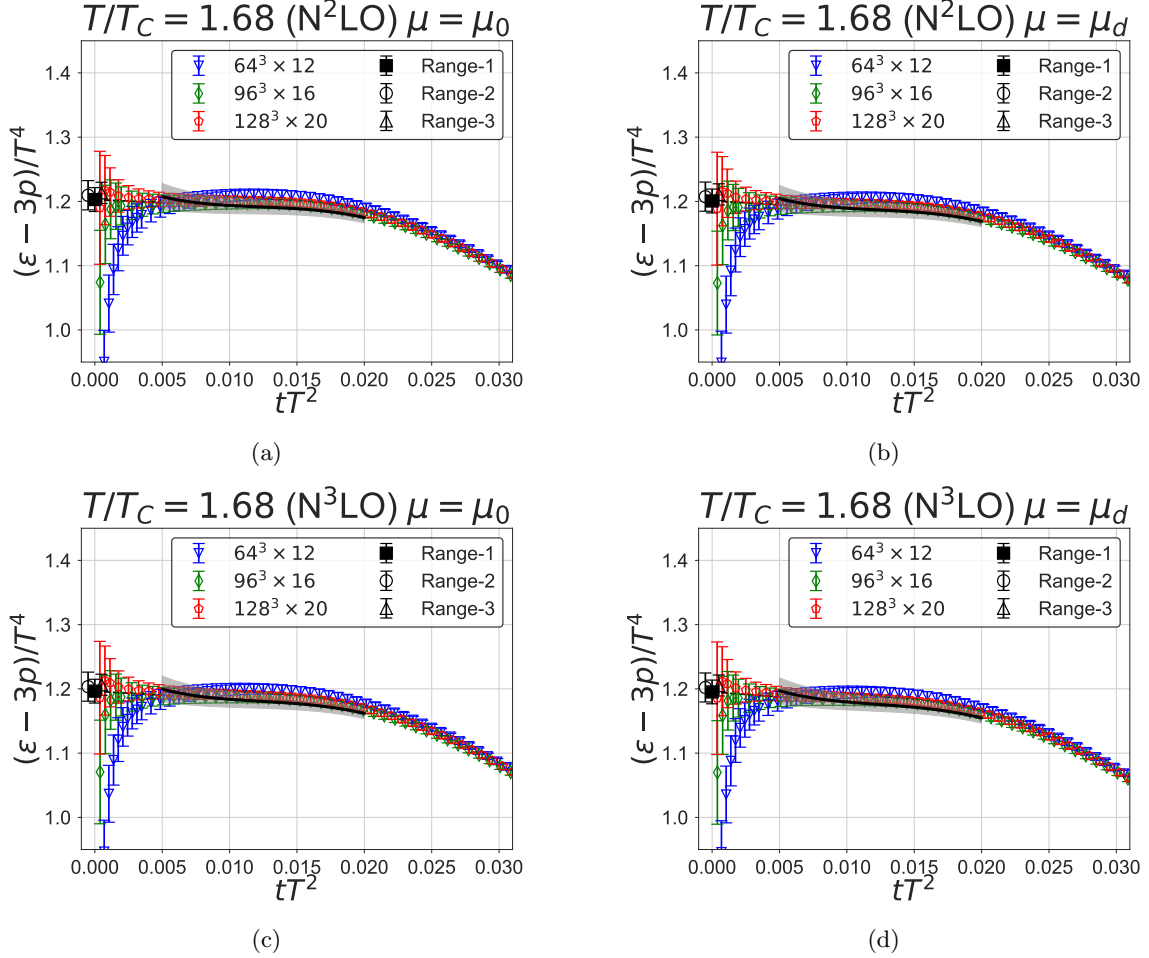 T/T_C = 1.68 (N²LO) μ = μ₀
64³ × 12
96³ × 16
128³ × 20
Range-1
Range-2
Range-3
(ε − 3p)/T⁴
1.4
1.3
1.2
1.1
1.0
0.000 0.005 0.010 0.015 0.020 0.025 0.030
tT²
(a)
T/T_C = 1.68 (N²LO) μ = μ_d
64³ × 12
96³ × 16
128³ × 20
Range-1
Range-2
Range-3
(ε − 3p)/T⁴
1.4
1.3
1.2
1.1
1.0
0.000 0.005 0.010 0.015 0.020 0.025 0.030
tT²
(b)
T/T_C = 1.68 (N³LO) μ = μ₀
64³ × 12
96³ × 16
128³ × 20
Range-1
Range-2
Range-3
(ε − 3p)/T⁴
1.4
1.3
1.2
1.1
1.0
0.000 0.005 0.010 0.015 0.020 0.025 0.030
tT²
(c)
T/T_C = 1.68 (N³LO) μ = μ_d
64³ × 12
96³ × 16
128³ × 20
Range-1
Range-2
Range-3
(ε − 3p)/T⁴
1.4
1.3
1.2
1.1
1.0
0.000 0.005 0.010 0.015 0.020 0.025 0.030
tT²
(d)